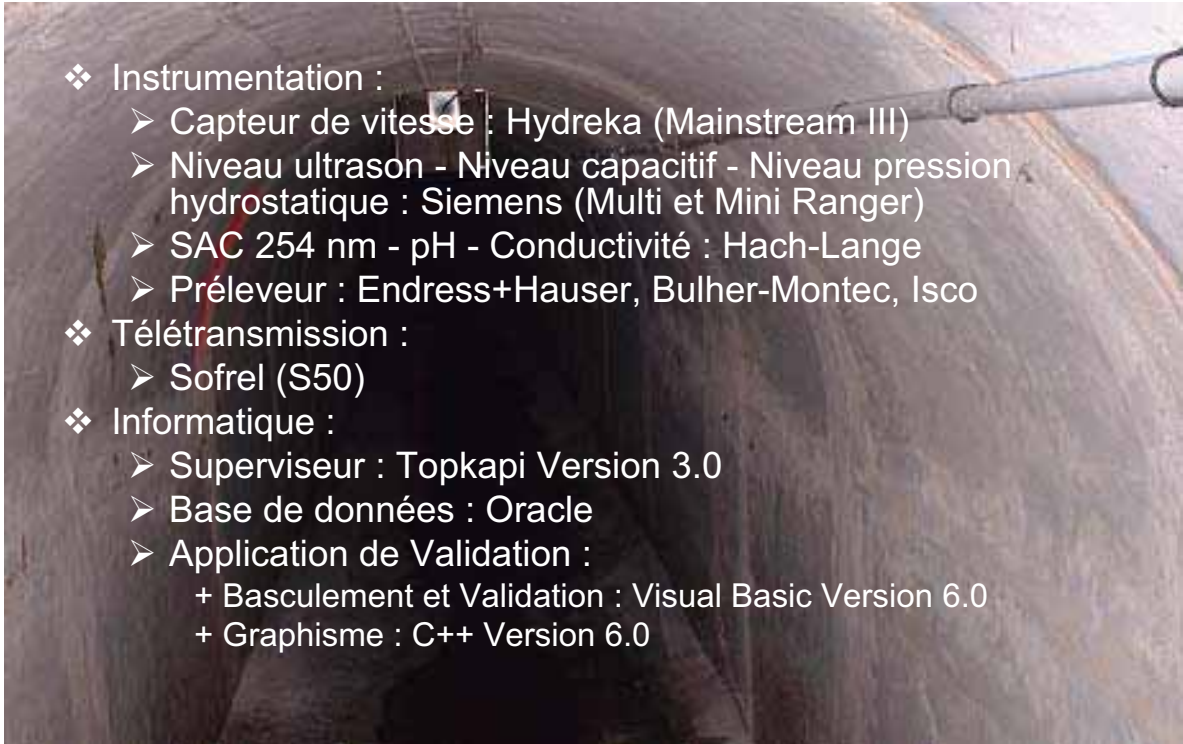 ❖ Instrumentation :
➢ Capteur de vitesse : Hydreka (Mainstream III)
➢ Niveau ultrason - Niveau capacitif - Niveau pression
hydrostatique : Siemens (Multi et Mini Ranger)
➢ SAC 254 nm - pH - Conductivité : Hach-Lange
➢ Préleveur : Endress+Hauser, Bulher-Montec, Isco
❖ Télétransmission :
➢ Sofrel (S50)
❖ Informatique :
➢ Superviseur : Topkapi Version 3.0
➢ Base de données : Oracle
➢ Application de Validation :
+ Basculement et Validation : Visual Basic Version 6.0
+ Graphisme : C++ Version 6.0